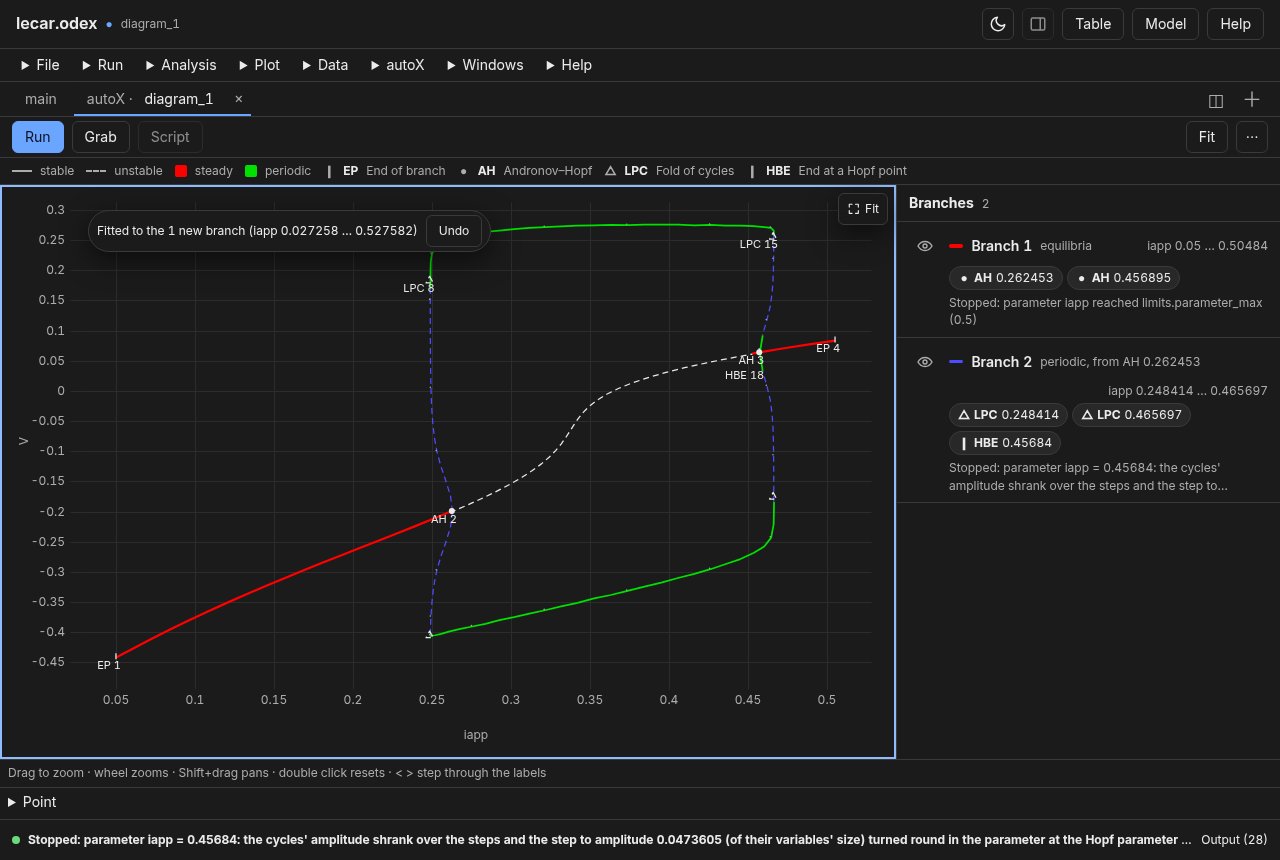 lecar.odex ● diagram_1
Table Model Help
▶ File ▶ Run ▶ Analysis ▶ Plot ▶ Data ▶ autoX ▶ Windows ▶ Help
main autoX · diagram_1 ×
Run Grab Script Fit ...
stable unstable steady periodic | EP End of branch ● AH Andronov–Hopf △ LPC Fold of cycles | HBE End at a Hopf point
Fitted to the 1 new branch (iapp 0.027258 ... 0.527582) Undo
Fit
0.3
0.25
0.2
0.15
0.1
0.05
0
-0.05
-0.1
-0.15
-0.2
-0.25
-0.3
-0.35
-0.4
-0.45
V
LPC 15
LPC 8
EP 4
AH 3
HBE 18
AH 2
EP 1
0.05 0.1 0.15 0.2 0.25 0.3 0.35 0.4 0.45 0.5
iapp
Branches 2
Branch 1 equilibria iapp 0.05 ... 0.50484
● AH 0.262453 ● AH 0.456895
Stopped: parameter iapp reached limits.parameter_max
(0.5)
Branch 2 periodic, from AH 0.262453
iapp 0.248414 ... 0.465697
△ LPC 0.248414 △ LPC 0.465697
| HBE 0.45684
Stopped: parameter iapp = 0.45684: the cycles'
amplitude shrank over the steps and the step to...
Drag to zoom · wheel zooms · Shift+drag pans · double click resets · < > step through the labels
▶ Point
Stopped: parameter iapp = 0.45684: the cycles' amplitude shrank over the steps and the step to amplitude 0.0473605 (of their variables' size) turned round in the parameter at the Hopf parameter ... Output (28)